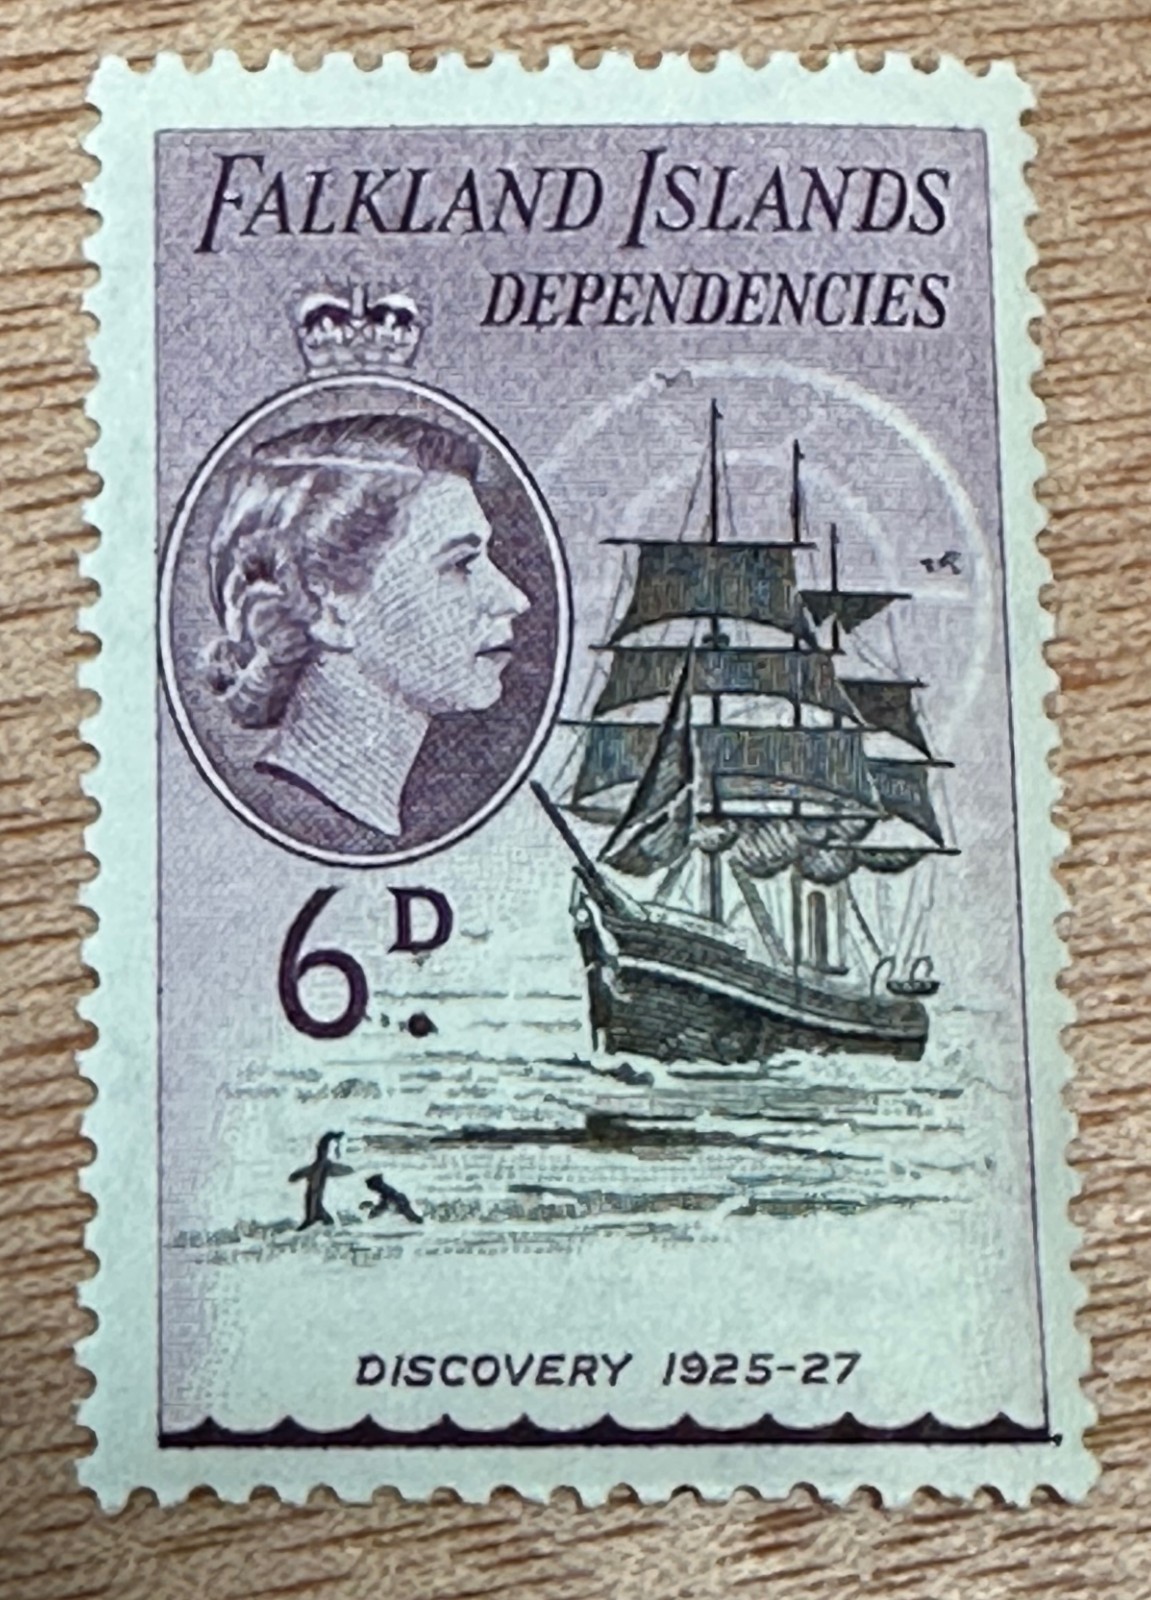 FALKLAND ISLANDS
DEPENDENCIES
6D.
DISCOVERY 1925-27